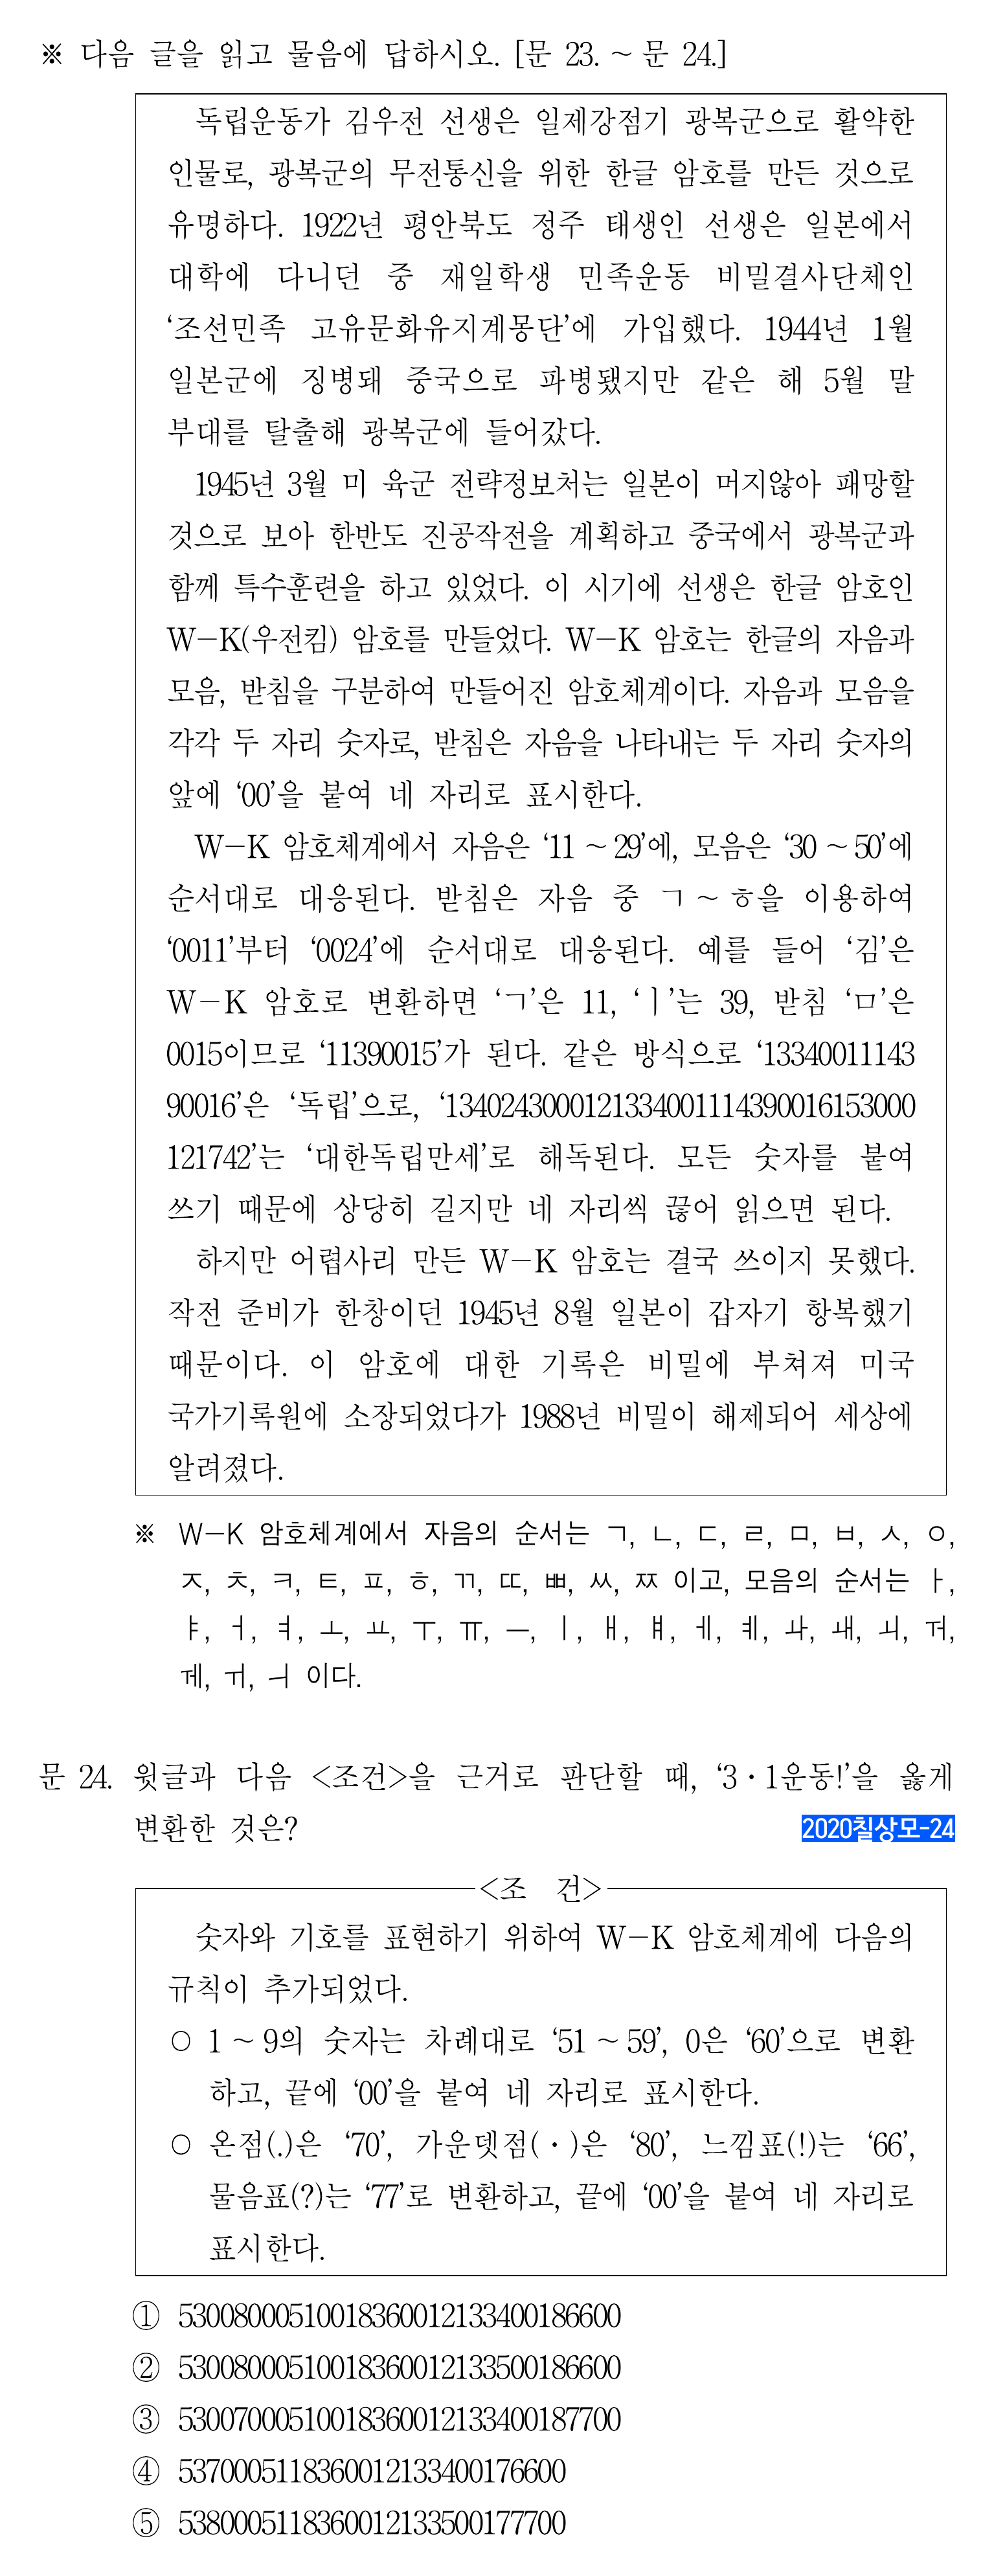 ※ 다음 글을 읽고 물음에 답하시오. [문 23. ~ 문 24.]
독립운동가 김우전 선생은 일제강점기 광복군으로 활약한
인물로, 광복군의 무전통신을 위한 한글 암호를 만든 것으로
유명하다. 1922년 평안북도 정주 태생인 선생은 일본에서
대학에 다니던 중 재일학생 민족운동 비밀결사단체인
‘조선민족 고유문화유지계몽단’에 가입했다. 1944년 1월
일본군에 징병돼 중국으로 파병됐지만 같은 해 5월 말
부대를 탈출해 광복군에 들어갔다.
1945년 3월 미 육군 전략정보처는 일본이 머지않아 패망할
것으로 보아 한반도 진공작전을 계획하고 중국에서 광복군과
함께 특수훈련을 하고 있었다. 이 시기에 선생은 한글 암호인
W-K(우전킴) 암호를 만들었다. W-K 암호는 한글의 자음과
모음, 받침을 구분하여 만들어진 암호체계이다. 자음과 모음을
각각 두 자리 숫자로, 받침은 자음을 나타내는 두 자리 숫자의
앞에 ‘00’을 붙여 네 자리로 표시한다.
W-K 암호체계에서 자음은 ‘11 ~ 29’에, 모음은 ‘30 ~ 50’에
순서대로 대응된다. 받침은 자음 중 ㄱ ~ ㅎ을 이용하여
‘0011’부터 ‘0024’에 순서대로 대응된다. 예를 들어 ‘김’은
W-K 암호로 변환하면 ‘ㄱ’은 11, ‘ㅣ’는 39, 받침 ‘ㅁ’은
0015이므로 ‘11390015’가 된다. 같은 방식으로 ‘13340011143
90016’은 ‘독립’으로, ‘13402430001213340011143900161530000
121742’는 ‘대한독립만세’로 해독된다. 모든 숫자를 붙여
쓰기 때문에 상당히 길지만 네 자리씩 끊어 읽으면 된다.
하지만 어렵사리 만든 W-K 암호는 결국 쓰이지 못했다.
작전 준비가 한창이던 1945년 8월 일본이 갑자기 항복했기
때문이다. 이 암호에 대한 기록은 비밀에 부쳐져 미국
국가기록원에 소장되었다가 1988년 비밀이 해제되어 세상에
알려졌다.
※ W-K 암호체계에서 자음의 순서는 ㄱ, ㄴ, ㄷ, ㄹ, ㅁ, ㅂ, ㅅ, ㅇ,
ㅈ, ㅊ, ㅋ, ㅌ, ㅍ, ㅎ, ㄲ, ㄸ, ㅃ, ㅆ, ㅉ 이고, 모음의 순서는 ㅏ,
ㅑ, ㅓ, ㅕ, ㅗ, ㅛ, ㅜ, ㅠ, ㅡ, ㅣ, ㅐ, ㅒ, ㅔ, ㅖ, ㅘ, ㅙ, ㅚ, ㅝ,
ㅞ, ㅟ, ㅢ 이다.
문 24. 윗글과 다음 <조건>을 근거로 판단할 때, ‘3·1운동!’을 옳게
변환한 것은?
2020칠상모-24
<조 건>
숫자와 기호를 표현하기 위하여 W-K 암호체계에 다음의
규칙이 추가되었다.
○ 1 ~ 9의 숫자는 차례대로 ‘51 ~ 59’, 0은 ‘60’으로 변환
하고, 끝에 ‘00’을 붙여 네 자리로 표시한다.
○ 온점(.)은 ‘70’, 가운뎃점(·)은 ‘80’, 느낌표(!)는 ‘66’,
물음표(?)는 ‘77’로 변환하고, 끝에 ‘00’을 붙여 네 자리로
표시한다.
① 53008000510018360012133400186600
② 53008000510018360012133500186600
③ 53007000510018360012133400187700
④ 5370005118360012133400176600
⑤ 5380005118360012133500177700